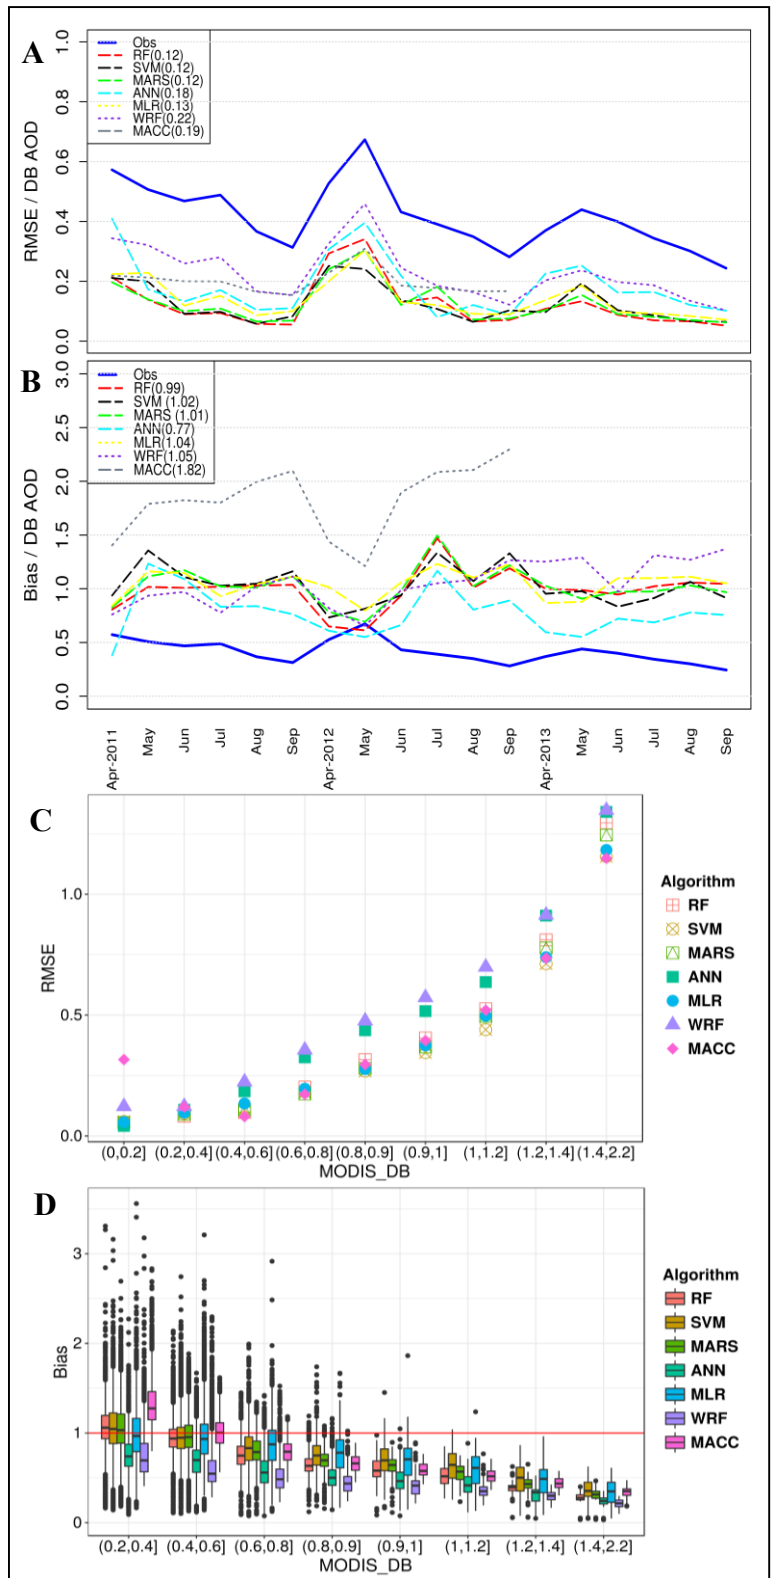 A
RMSE / DB AOD
1.0
0.8
0.6
0.4
0.2
0.0
Obs
RF(0.12)
SVM(0.12)
MARS(0.12)
ANN(0.18)
MLR(0.13)
WRF(0.22)
MACC(0.19)
B
Bias / DB AOD
3.0
2.5
2.0
1.5
1.0
0.5
0.0
Obs
RF(0.99)
SVM (1.02)
MARS (1.01)
ANN(0.77)
MLR(1.04)
WRF(1.05)
MACC(1.82)
Apr-2011
May
Jun
Jul
Aug
Sep
Apr-2012
May
Jun
Jul
Aug
Sep
Apr-2013
May
Jun
Jul
Aug
Sep
C
RMSE
1.0
0.5
0.0
(0,0.2] (0.2,0.4] (0.4,0.6] (0.6,0.8] (0.8,0.9] (0.9,1] (1,1.2] (1.2,1.4] (1.4,2.2]
MODIS_DB
Algorithm
RF
SVM
MARS
ANN
MLR
WRF
MACC
D
Bias
3
2
1
0
(0.2,0.4] (0.4,0.6] (0.6,0.8] (0.8,0.9] (0.9,1] (1,1.2] (1.2,1.4] (1.4,2.2]
MODIS_DB
Algorithm
RF
SVM
MARS
ANN
MLR
WRF
MACC